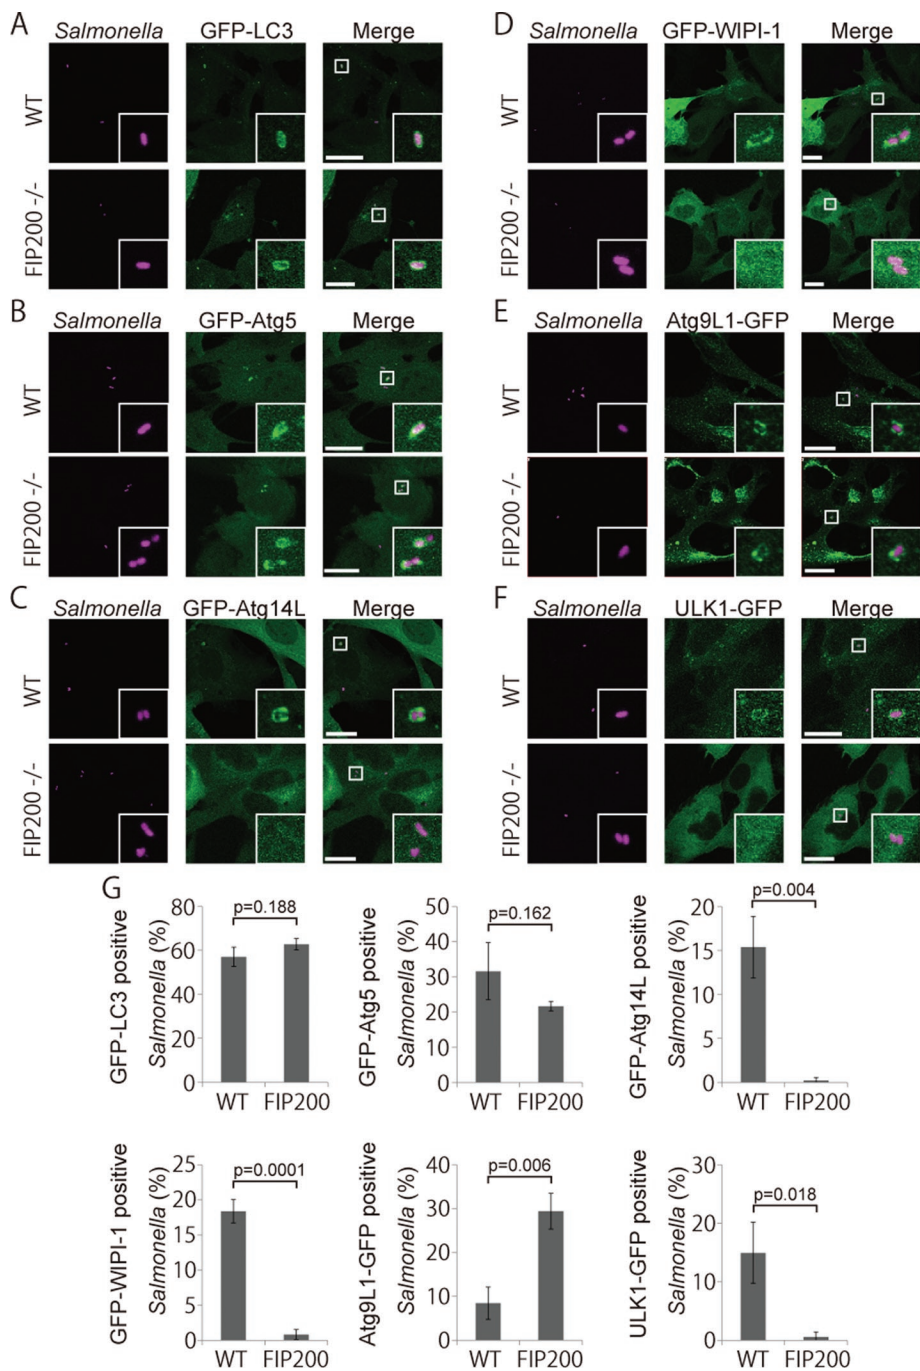 A
Salmonella GFP-LC3 Merge
WT
FIP200 -/-
B
Salmonella GFP-Atg5 Merge
WT
FIP200 -/-
C
Salmonella GFP-Atg14L Merge
WT
FIP200 -/-
D
GFP-WIPI-1
Salmonella Merge
WT
FIP200 -/-
E
Salmonella Atg9L1-GFP Merge
WT
FIP200 -/-
F
Salmonella ULK1-GFP Merge
WT
FIP200 -/-
G
GFP-LC3 positive
Salmonella (%)
80
60
40
20
0
p=0.188
WT FIP200
GFP-Atg5 positive
Salmonella (%)
50
40
30
20
10
0
p=0.162
WT FIP200
GFP-Atg14L positive
Salmonella (%)
20
15
10
5
0
p=0.004
WT FIP200
GFP-WIPI-1 positive
Salmonella (%)
25
20
15
10
5
0
p=0.0001
WT FIP200
Atg9L1-GFP positive
Salmonella (%)
40
30
20
10
0
p=0.006
WT FIP200
ULK1-GFP positive
Salmonella (%)
30
20
10
0
p=0.018
WT FIP200